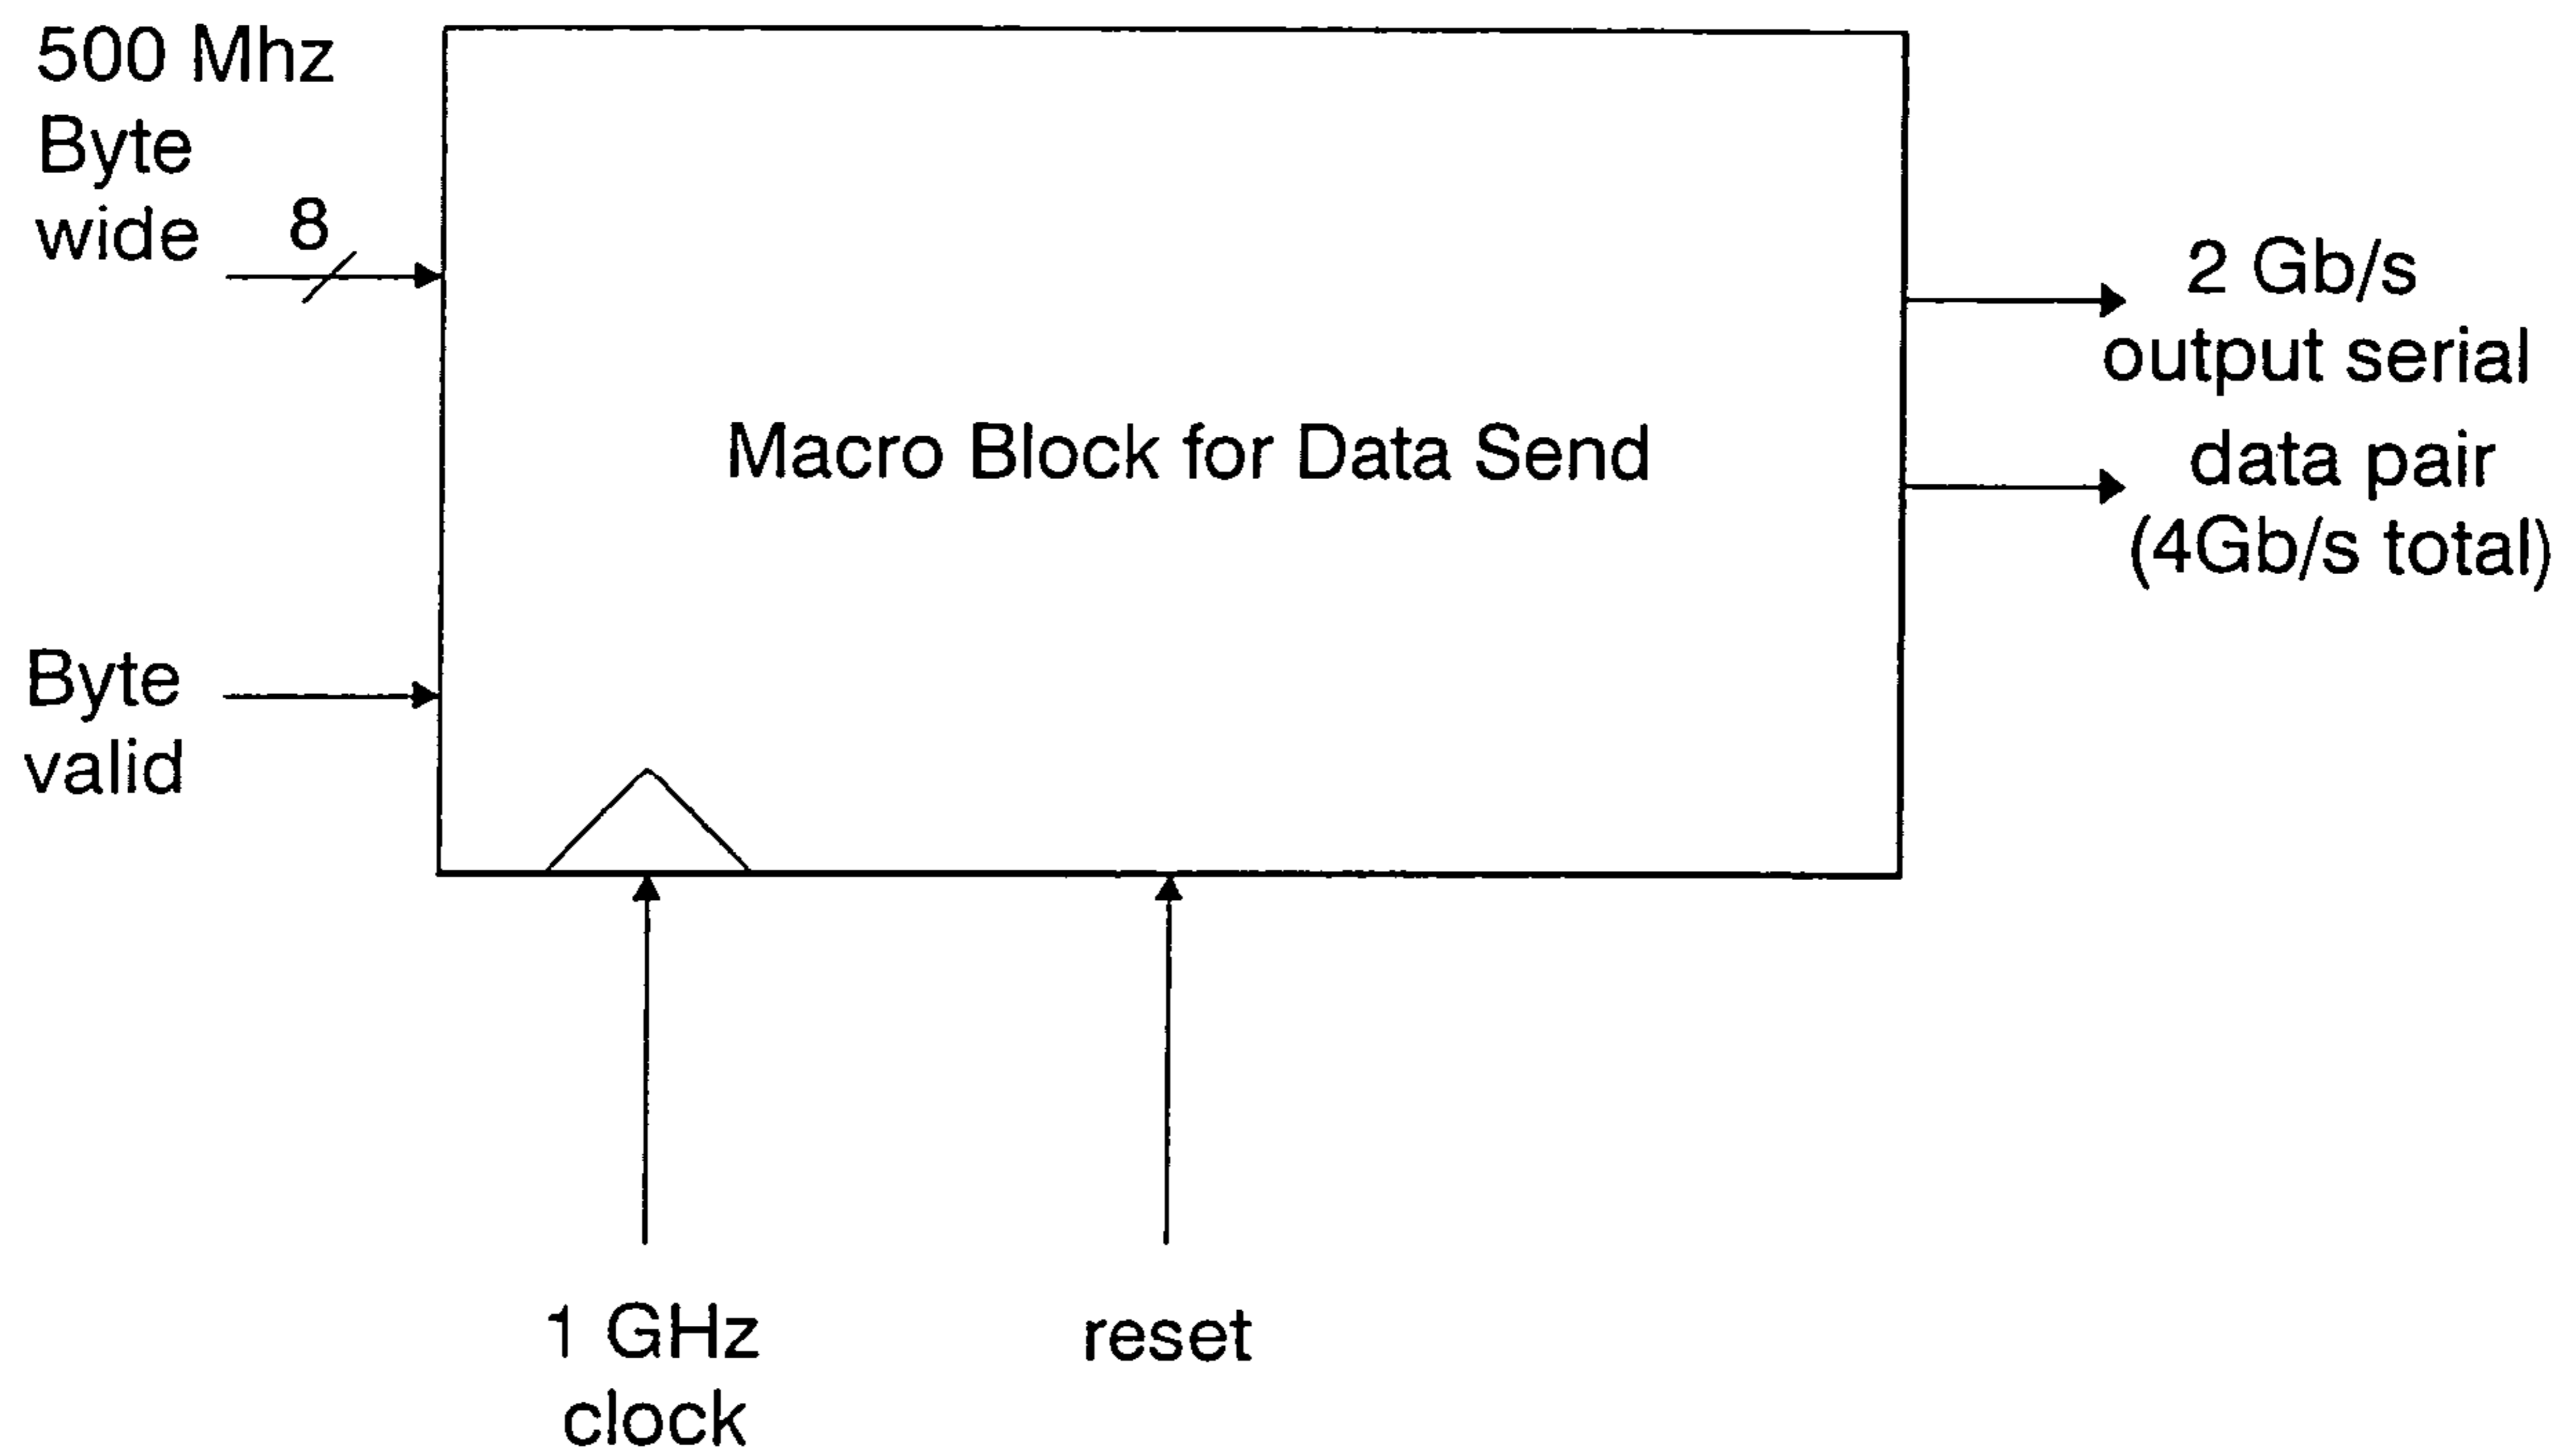 500 Mhz
Byte
wide
8
Macro Block for Data Send
2 Gb/s
output serial
data pair
(4Gb/s total)
Byte
valid
1 GHz
clock
reset